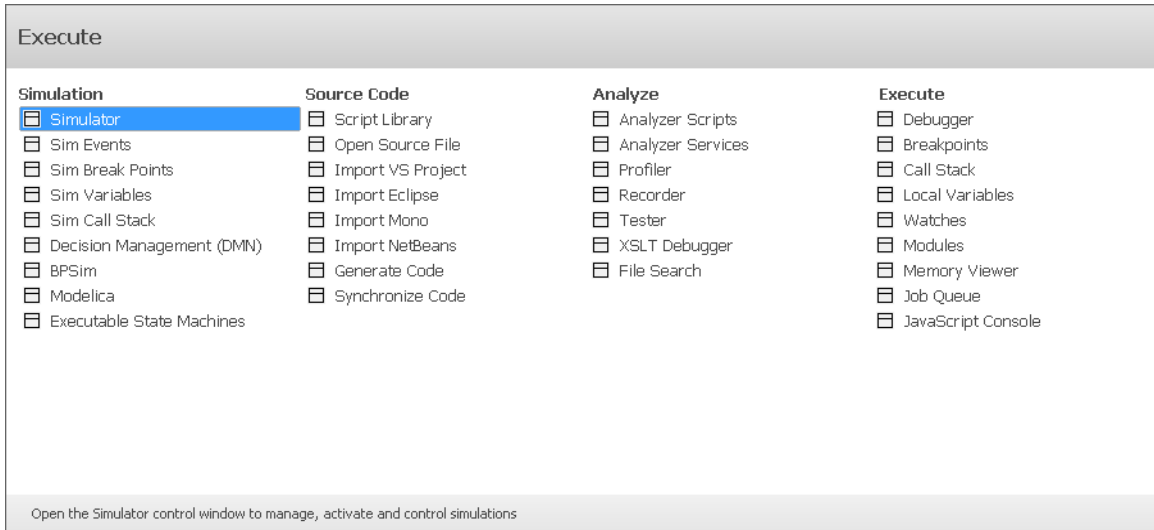 Execute
Simulation
Simulator
Sim Events
Sim Break Points
Sim Variables
Sim Call Stack
Decision Management (DMN)
BPSim
Modelica
Executable State Machines
Source Code
Script Library
Open Source File
Import VS Project
Import Eclipse
Import Mono
Import NetBeans
Generate Code
Synchronize Code
Analyze
Analyzer Scripts
Analyzer Services
Profiler
Recorder
Tester
XSLT Debugger
File Search
Execute
Debugger
Breakpoints
Call Stack
Local Variables
Watches
Modules
Memory Viewer
Job Queue
JavaScript Console
Open the Simulator control window to manage, activate and control simulations